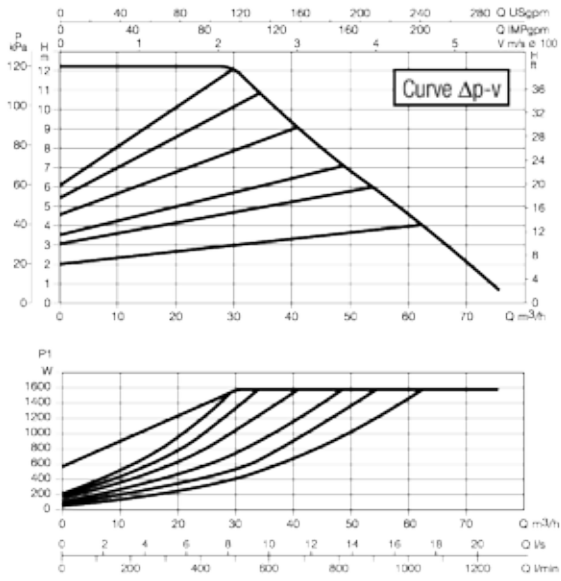 0 40 80 120 160 200 240 280 Q USgpm
0 40 80 120 160 200 Q IMPgpm
0 1 2 3 4 5 V m/s ø 100
P kPa H m H ft
Curve Δp-v
120 12
11
100 10
9
80 8
7
60 6
5
40 4
3
20 2
1
0 0
36
32
28
24
20
16
12
8
4
0
0 10 20 30 40 50 60 70 Q m³/h
P1
W
1600
1400
1200
1000
800
600
400
200
0
0 10 20 30 40 50 60 70 Q m³/h
0 2 4 6 8 10 12 14 16 18 20 Q l/s
0 200 400 600 800 1000 1200 Q l/min